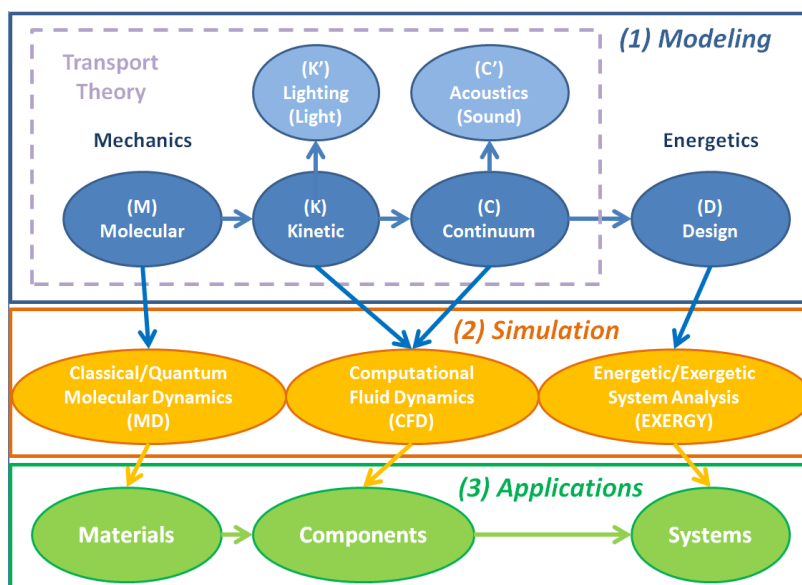 (1) Modeling
Transport
Theory
(K’)
Lighting
(Light)
(C’)
Acoustics
(Sound)
Mechanics
Energetics
(M)
Molecular
(K)
Kinetic
(C)
Continuum
(D)
Design
(2) Simulation
Classical/Quantum
Molecular Dynamics
(MD)
Computational
Fluid Dynamics
(CFD)
Energetic/Exergetic
System Analysis
(EXERGY)
(3) Applications
Materials
Components
Systems